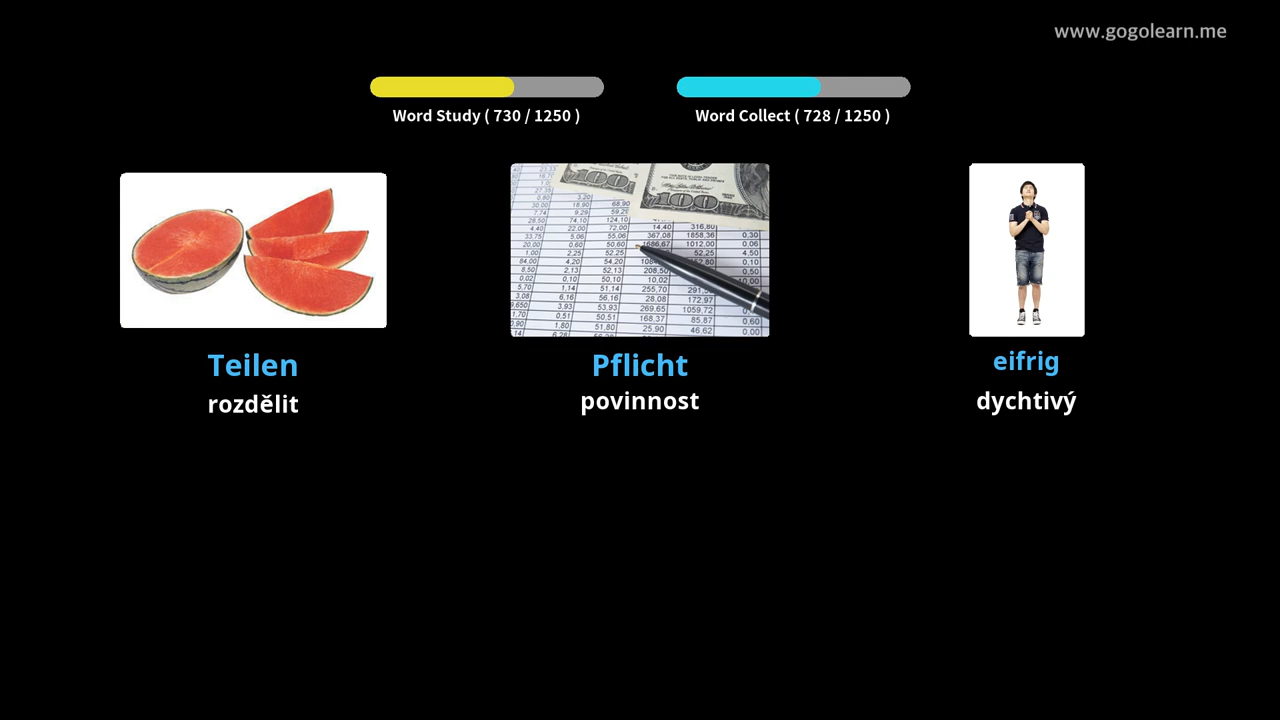 www.gogolearn.me
Word Study ( 730 / 1250 )
Word Collect ( 728 / 1250 )
Teilen
rozdělit
Pflicht
povinnost
eifrig
dychtivý